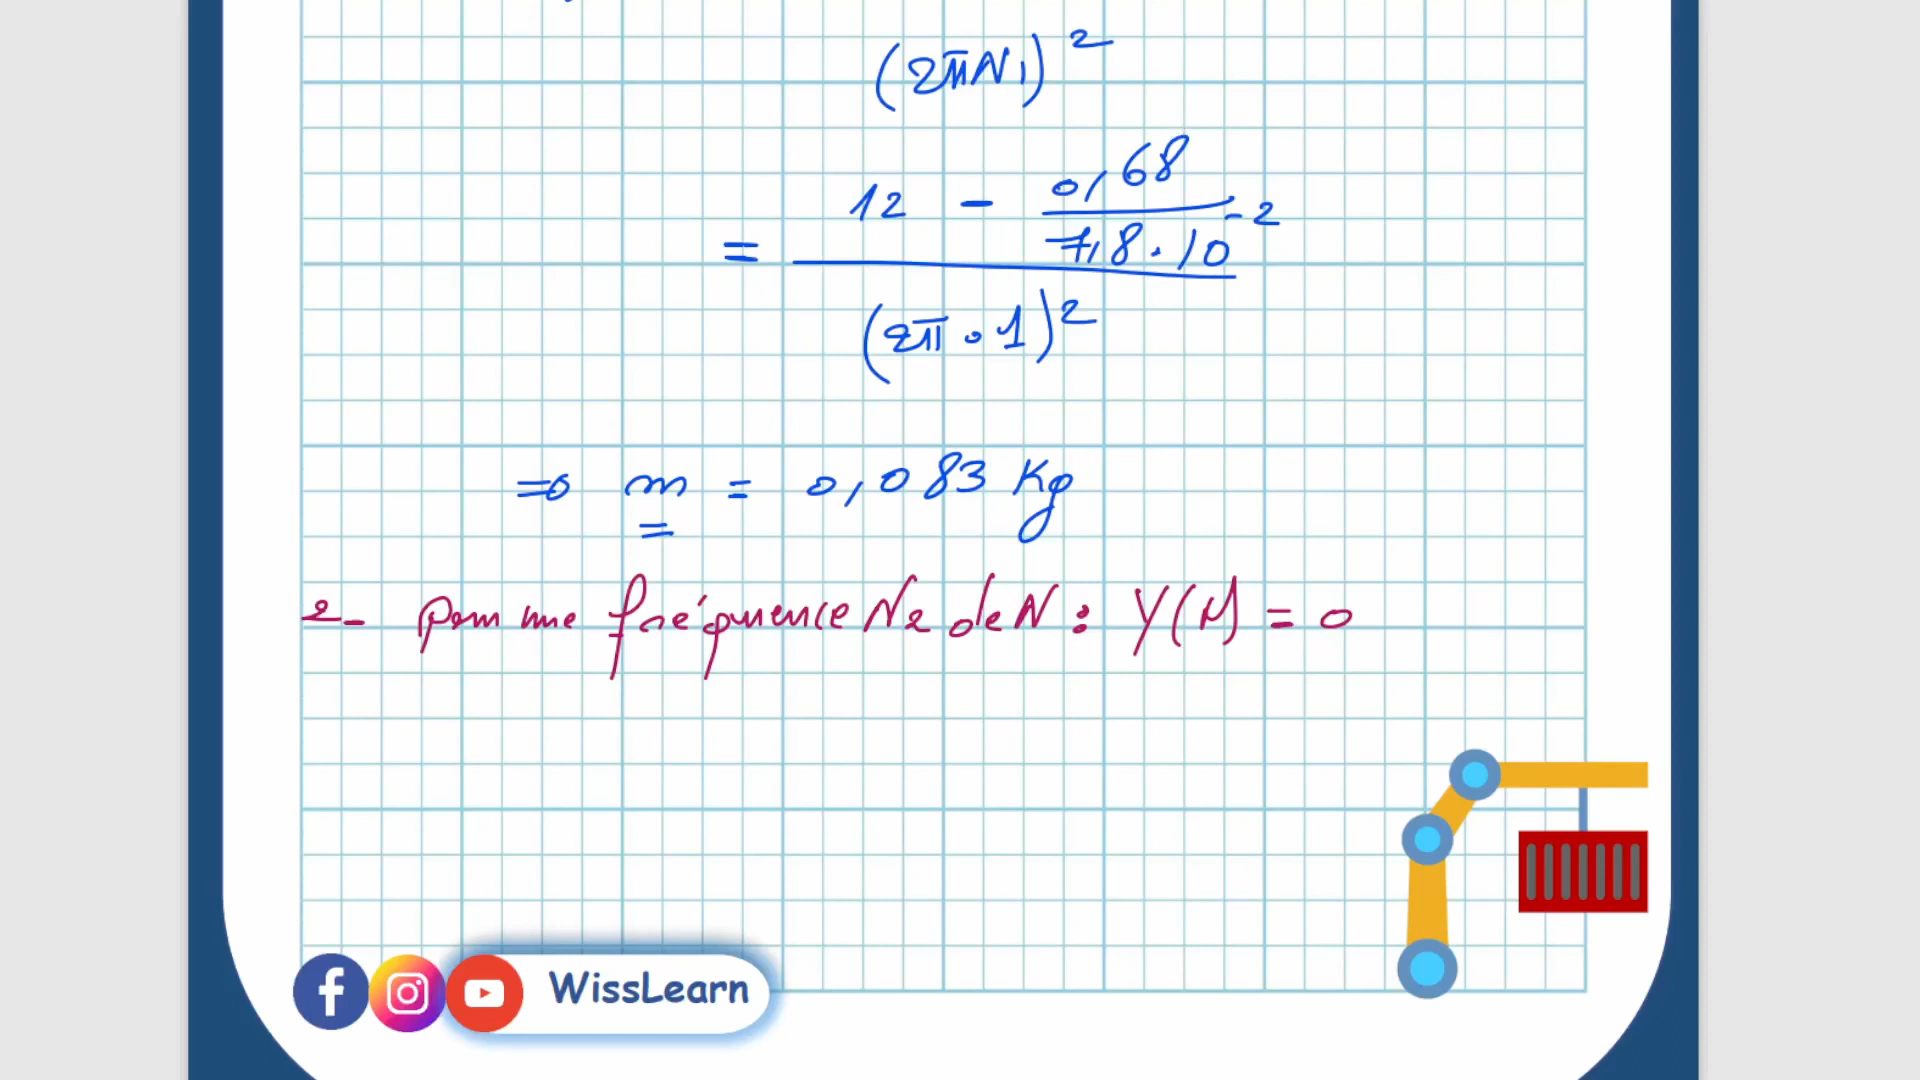 (2πN₁)²
= (12 - 0,68 / 7,8 . 10⁻²) / (2π . 1)²
⇒ m = 0,083 Kg
2- pour une fréquence N2 de N : Y(N) = 0
WissLearn